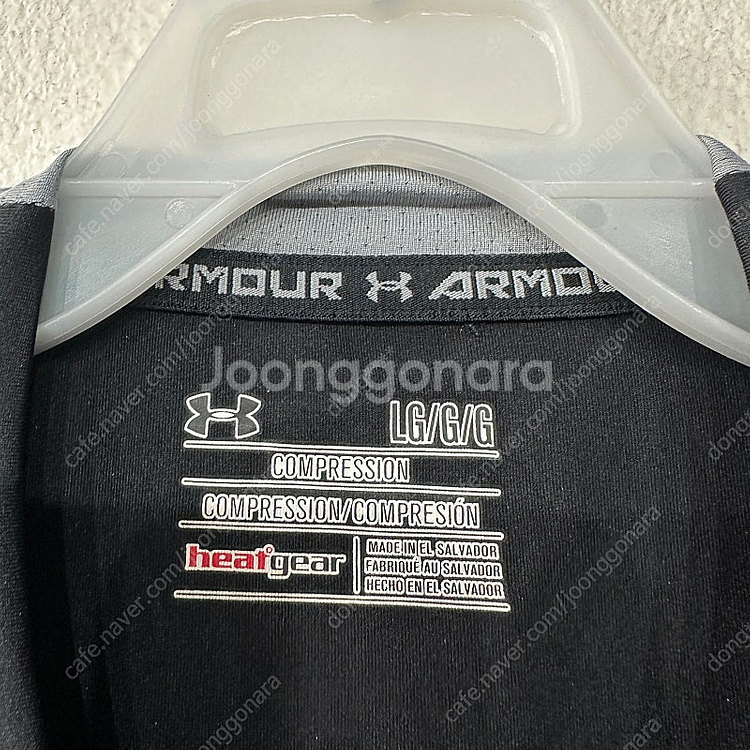 RMOUR ARMOU
Joonggonara
LG/G/G
COMPRESSION
COMPRESSION/COMPRESIÓN
heatgear
MADE IN EL SALVADOR
FABRIQUÉ AU SALVADOR
HECHO EN EL SALVADOR
cafe.naver.com/joonggonara